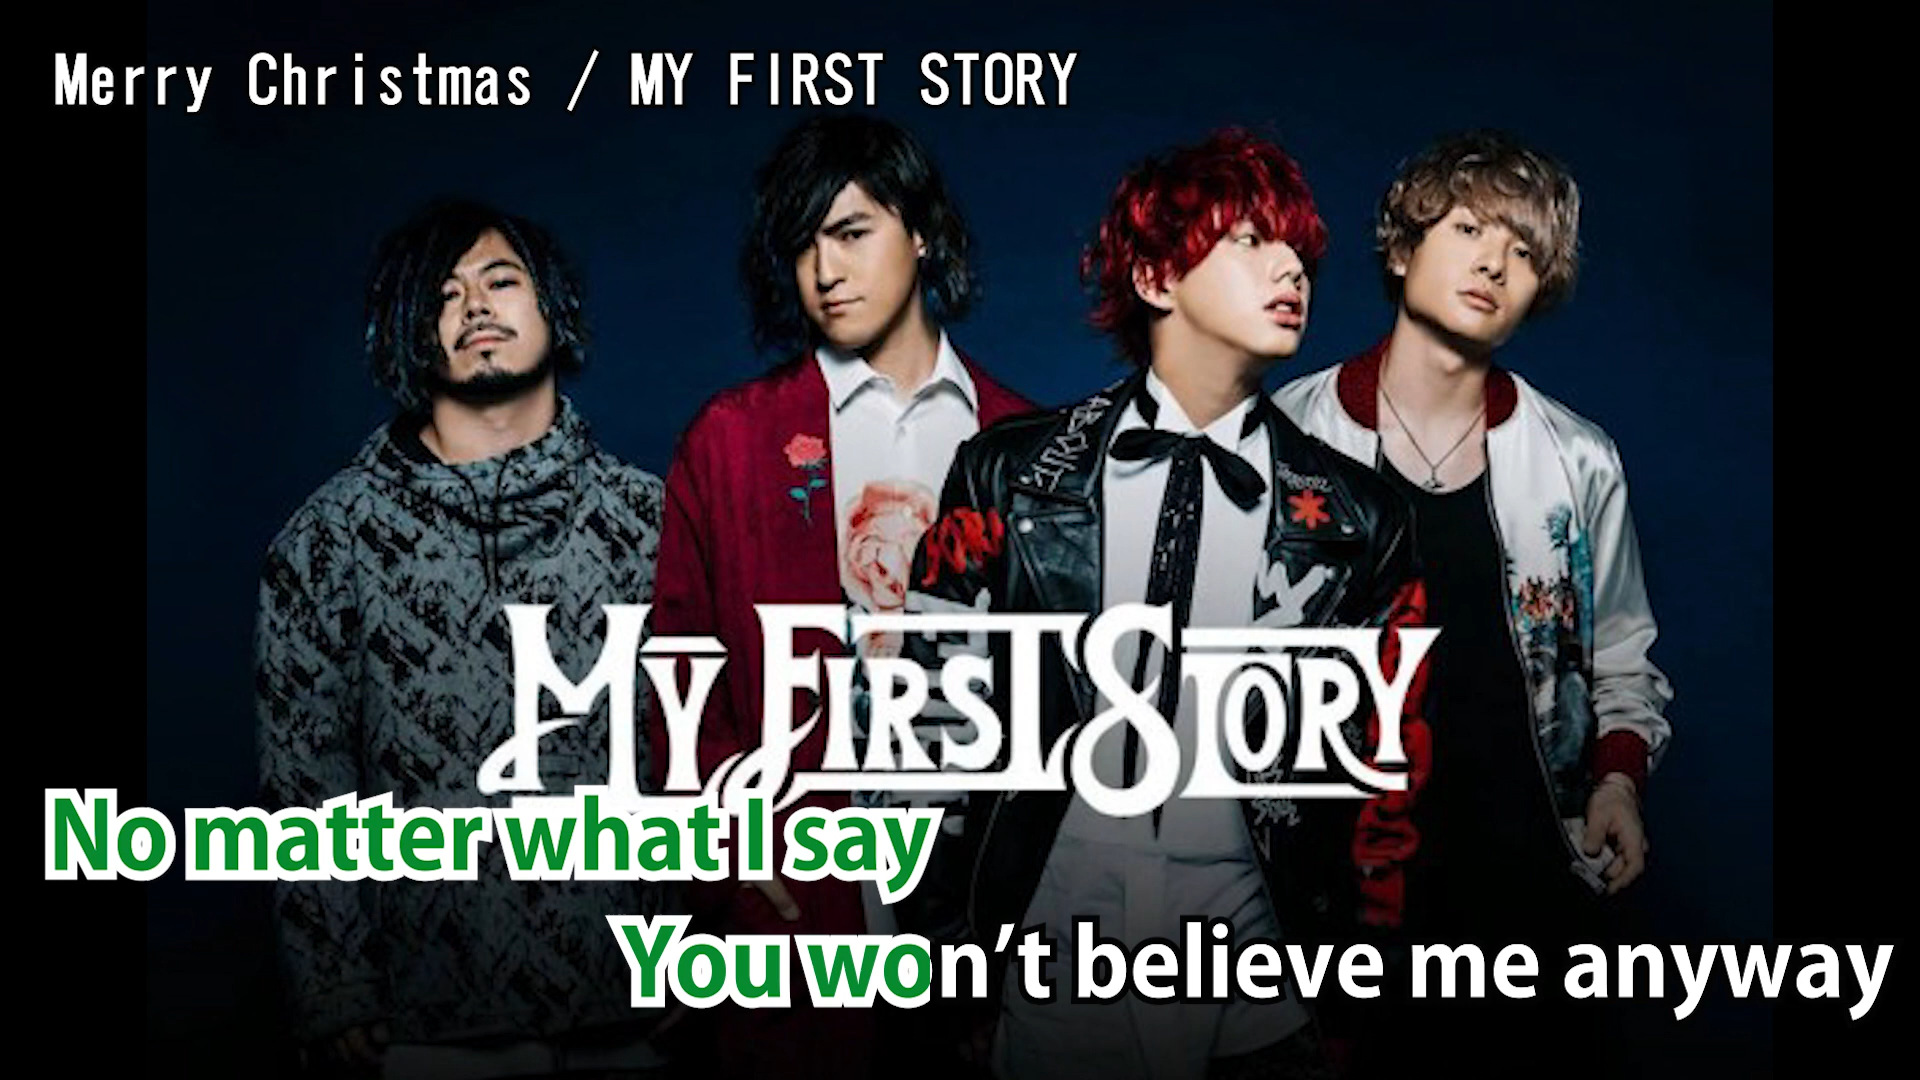 Merry Christmas / MY FIRST STORY
MY FIRST STORY
No matter what I say
You won’t believe me anyway